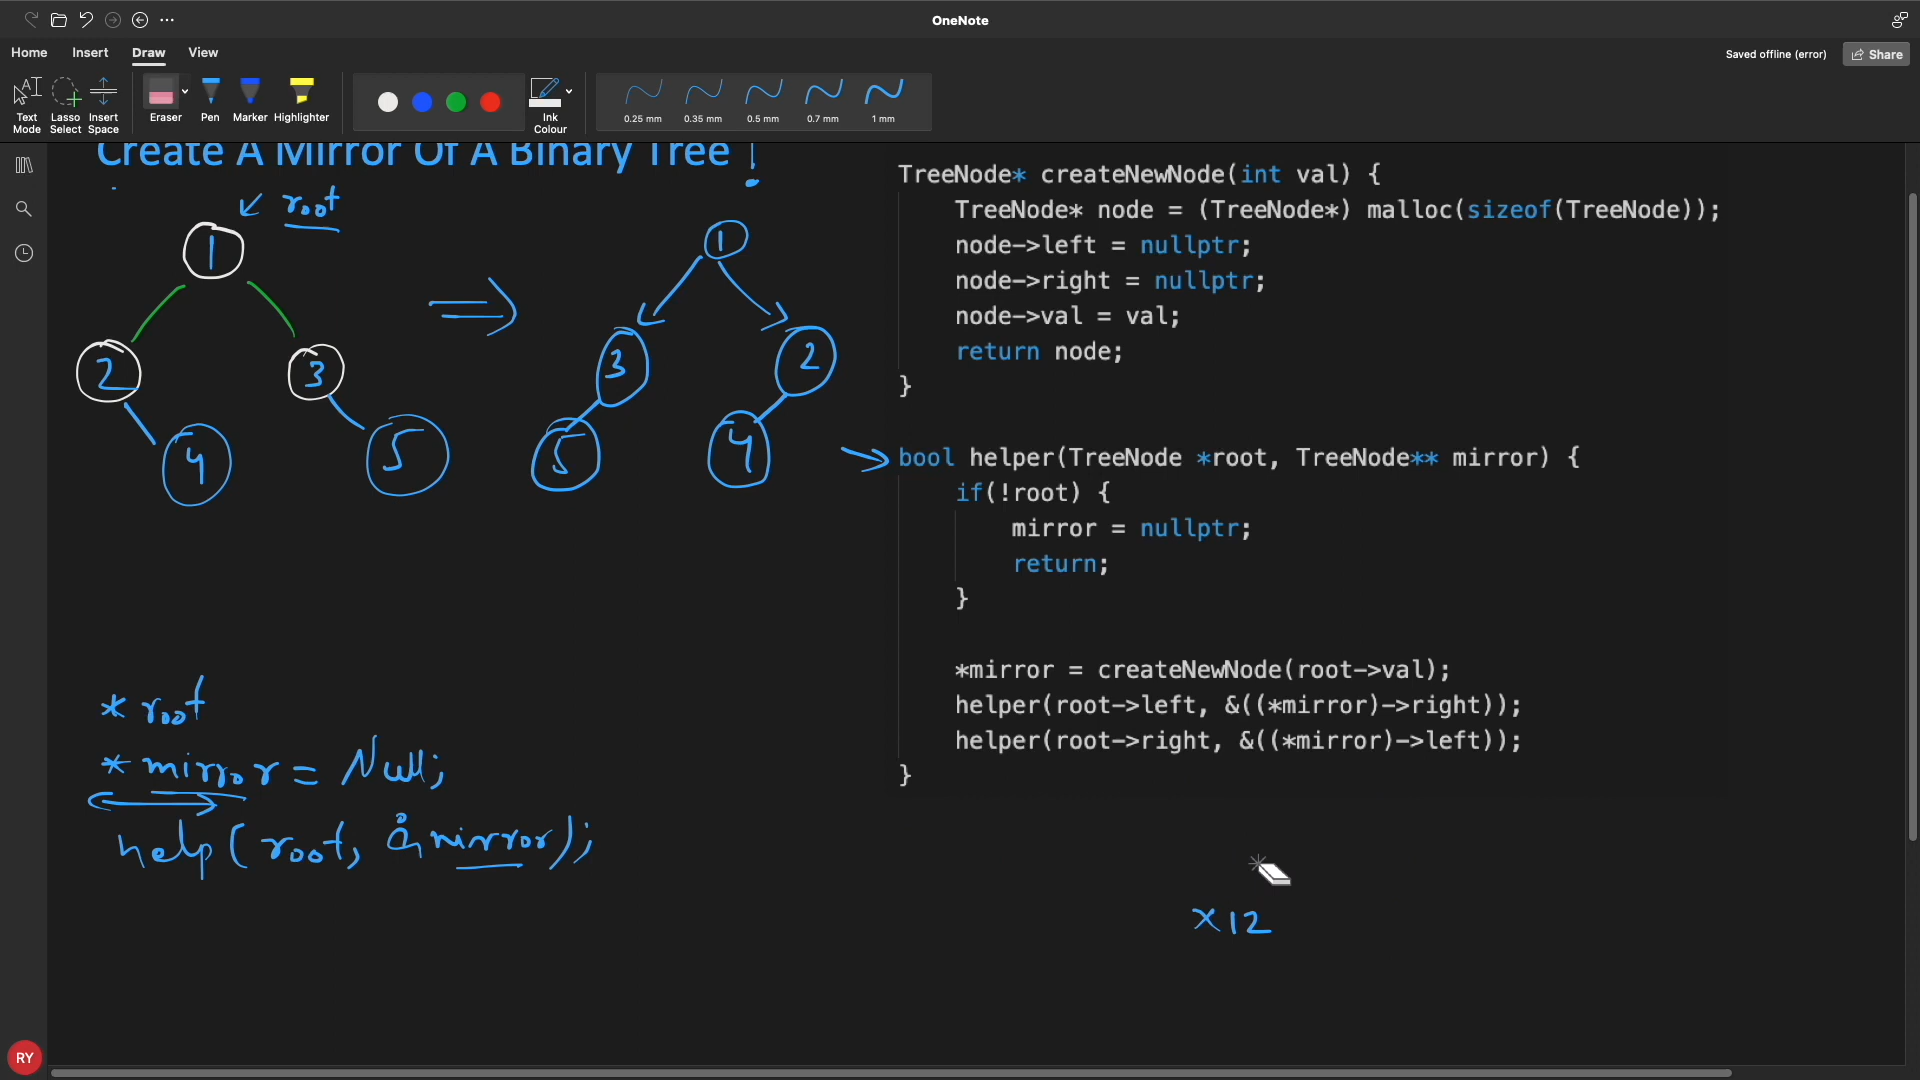 OneNote
Home Insert Draw View
Saved offline (error) Share
Text Mode
Lasso Select
Insert Space
Eraser
Pen
Marker
Highlighter
Ink Colour
0.25 mm
0.35 mm
0.5 mm
0.7 mm
1 mm
Create A Mirror Of A Binary Tree !
root
1
2 3
4 5
1
3 2
5 4
* root
* mirror = Null;
help( root, & mirror);
TreeNode* createNewNode(int val) {
TreeNode* node = (TreeNode*) malloc(sizeof(TreeNode));
node->left = nullptr;
node->right = nullptr;
node->val = val;
return node;
}
bool helper(TreeNode *root, TreeNode** mirror) {
if(!root) {
mirror = nullptr;
return;
}
*mirror = createNewNode(root->val);
helper(root->left, &((*mirror)->right));
helper(root->right, &((*mirror)->left));
}
x12
RY